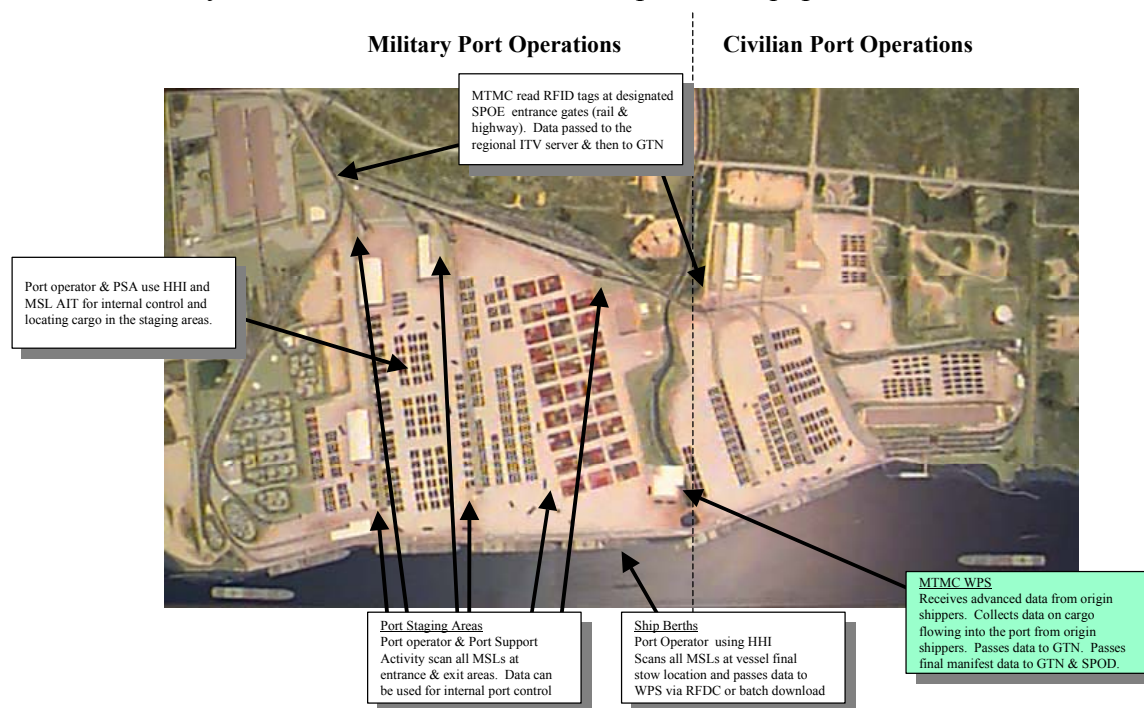 Military Port Operations
Civilian Port Operations
MTMC read RFID tags at designated
SPOE entrance gates (rail &
highway). Data passed to the
regional ITV server & then to GTN
Port operator & PSA use HHI and
MSL AIT for internal control and
locating cargo in the staging areas.
Port Staging Areas
Port operator & Port Support
Activity scan all MSLs at
entrance & exit areas. Data can
be used for internal port control
Ship Berths
Port Operator using HHI
Scans all MSLs at vessel final
stow location and passes data to
WPS via RFDC or batch download
MTMC WPS
Receives advanced data from origin
shippers. Collects data on cargo
flowing into the port from origin
shippers. Passes data to GTN. Passes
final manifest data to GTN & SPOD.